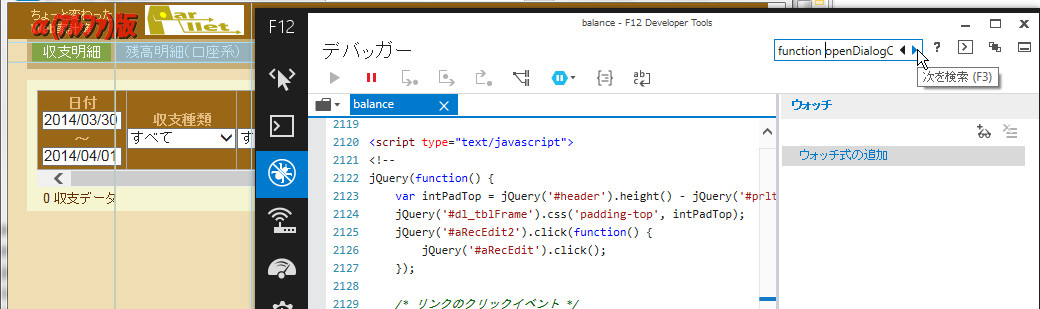 ちょっと変わった
α(アルファ)版
Parllet.
収支明細
残高明細(口座系)
日付
2014/03/30
～
2014/04/01
収支種類
すべて
す
0 収支データ
F12
balance - F12 Developer Tools
デバッガー
function openDialogC
?
次を検索 (F3)
balance
ウォッチ
ウォッチ式の追加
2119
2120 <script type="text/javascript">
2121 <!--
2122 jQuery(function() {
2123 var intPadTop = jQuery('#header').height() - jQuery('#prlt
2124 jQuery('#dl_tblFrame').css('padding-top', intPadTop);
2125 jQuery('#aRecEdit2').click(function() {
2126 jQuery('#aRecEdit').click();
2127 });
2128
2129 /* リンクのクリックイベント */